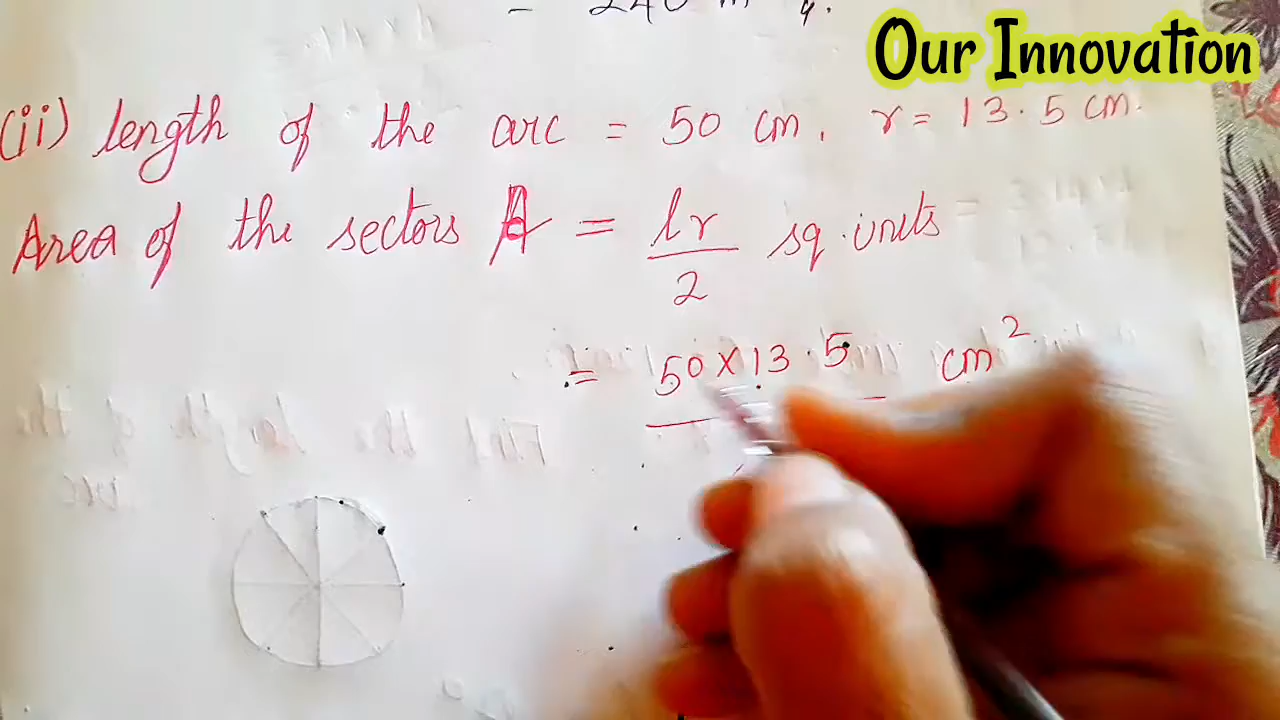 Our Innovation
(ii) length of the arc = 50 cm. r = 13.5 cm.
Area of the sectors A = lr/2 sq.units
= 50 x 13.5 cm²